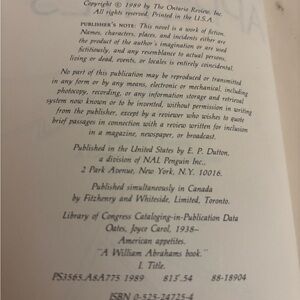 Copyright © 1989 by The Ontario Review, Inc.
All rights reserved. Printed in the U.S.A.
PUBLISHER'S NOTE: This novel is a work of fiction.
Names, characters, places, and incidents either are
the product of the author's imagination or are used
fictitiously, and any resemblance to actual persons,
living or dead, events, or locales is entirely coincidental.
No part of this publication may be reproduced or transmitted
in any form or by any means, electronic or mechanical, including
photocopy, recording, or any information storage and retrieval
system now known or to be invented, without permission in writing
from the publisher, except by a reviewer who wishes to quote
brief passages in connection with a review written for inclusion
in a magazine, newspaper, or broadcast.
Published in the United States by E. P. Dutton,
a division of NAL Penguin Inc.,
2 Park Avenue, New York, N.Y. 10016.
Published simultaneously in Canada
by Fitzhenry and Whiteside, Limited, Toronto.
Library of Congress Cataloging-in-Publication Data
Oates, Joyce Carol, 1938–
American appetites.
"A William Abrahams book."
I. Title.
PS3565.A8A775 1989 813'.54 88-18904
ISBN 0-525-24725-4